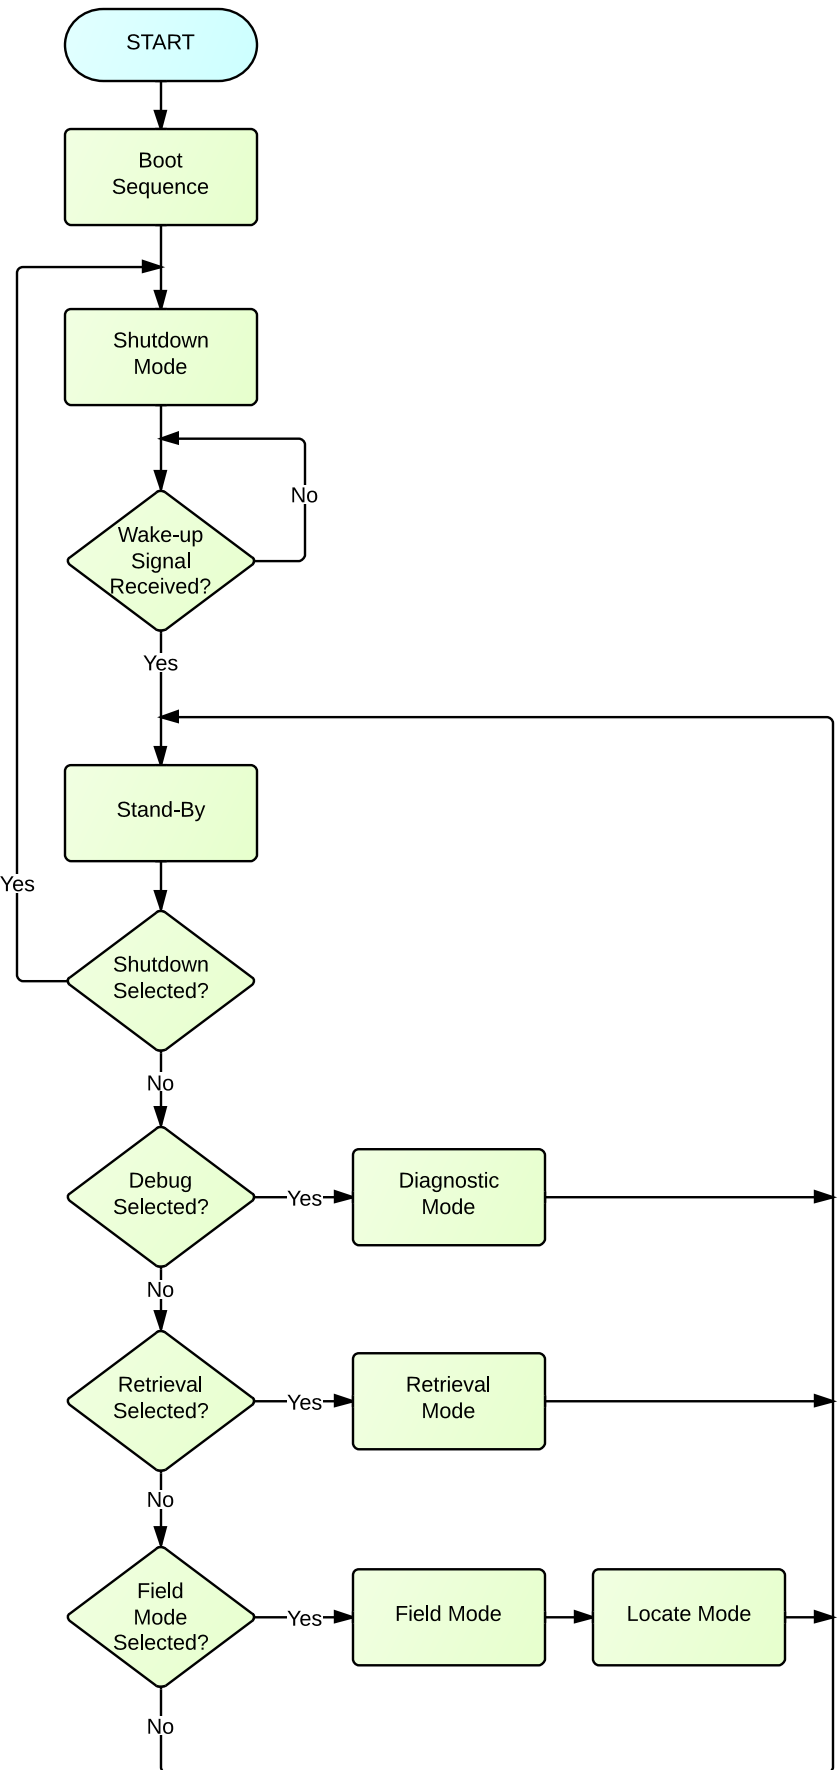 START
Boot
Sequence
Shutdown
Mode
No
Wake-up
Signal
Received?
Yes
Stand-By
Yes
Shutdown
Selected?
No
Debug
Selected?
Yes
Diagnostic
Mode
No
Retrieval
Selected?
Yes
Retrieval
Mode
No
Field
Mode
Selected?
Yes
Field Mode
Locate Mode
No